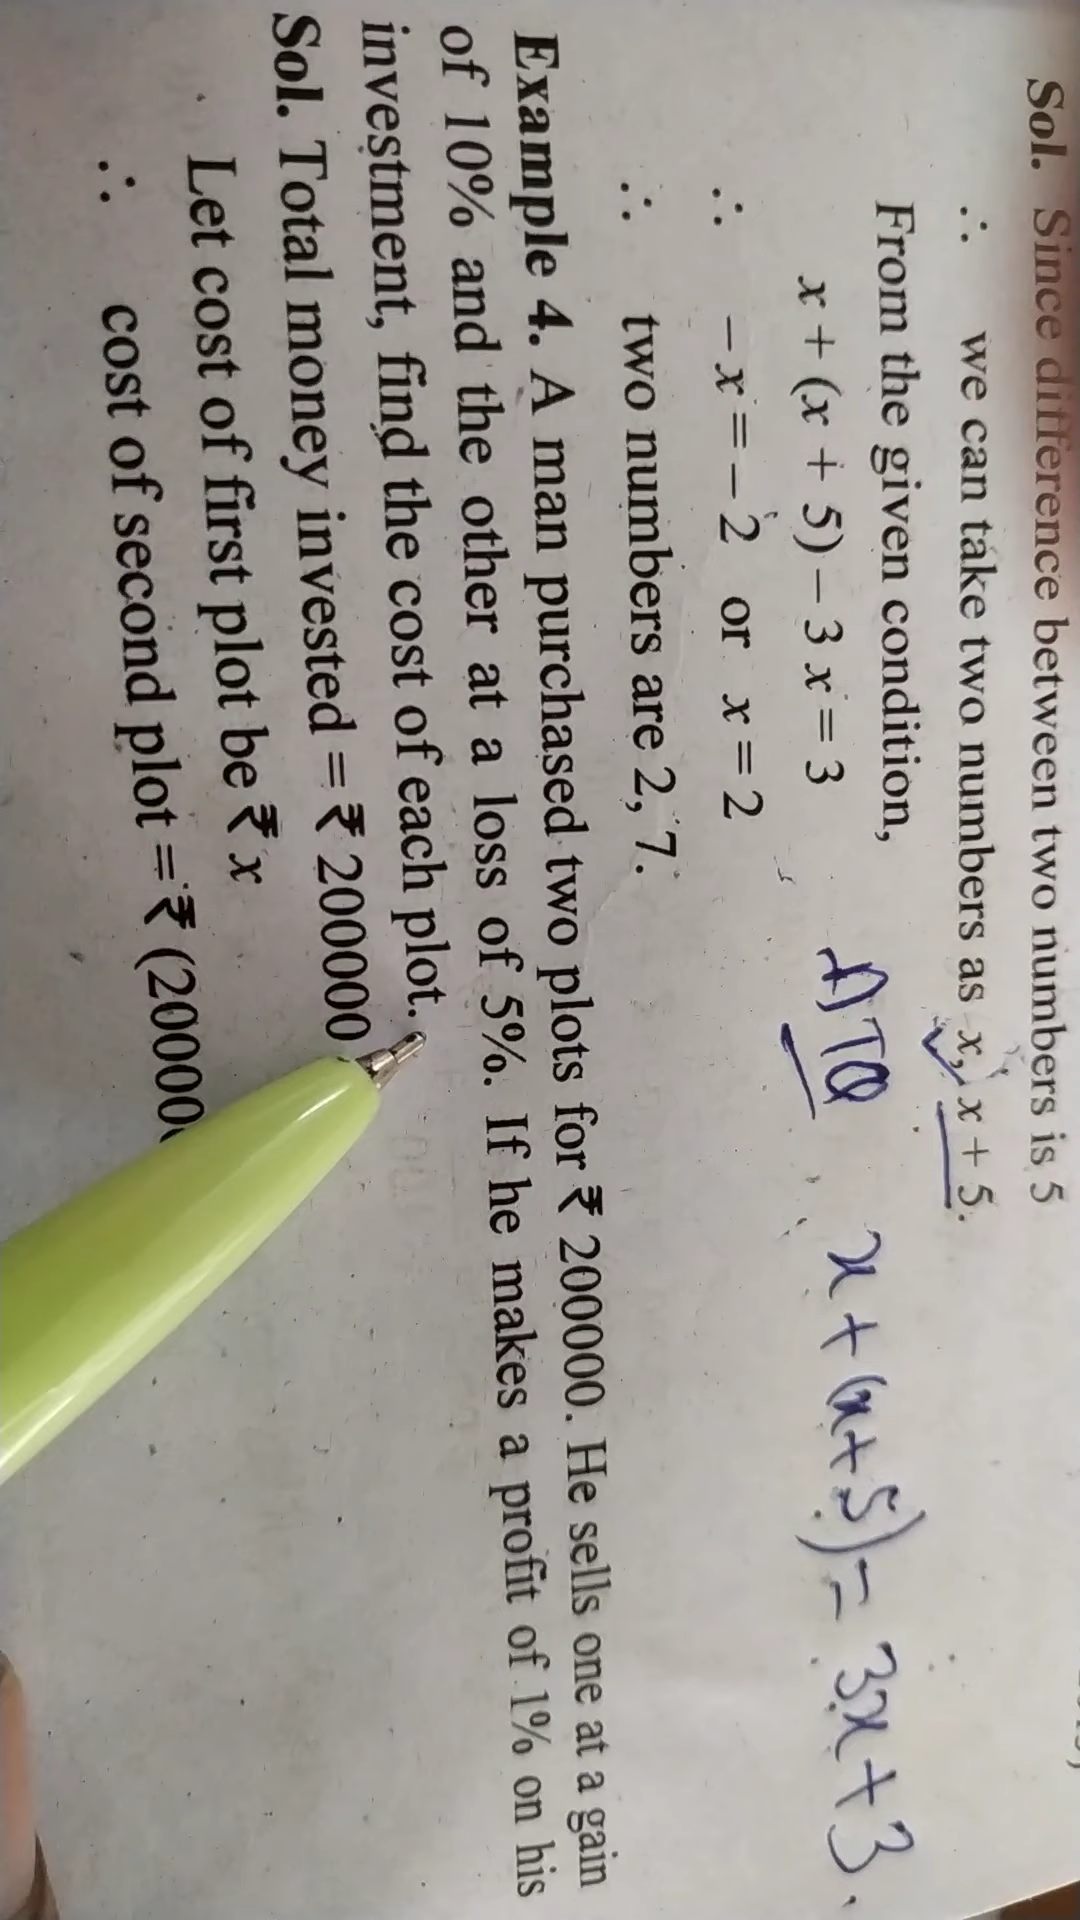 Sol. Since difference between two numbers is 5
∴ we can take two numbers as x, x + 5.
From the given condition,
x + (x + 5) – 3 x = 3
ATQ x + (x+5) = 3x + 3.
∴ – x = – 2 or x = 2
∴ two numbers are 2, 7.
Example 4. A man purchased two plots for ₹ 200000. He sells one at a gain
of 10% and the other at a loss of 5%. If he makes a profit of 1% on his
investment, find the cost of each plot.
Sol. Total money invested = ₹ 200000
Let cost of first plot be ₹ x
∴ cost of second plot = ₹ (20000